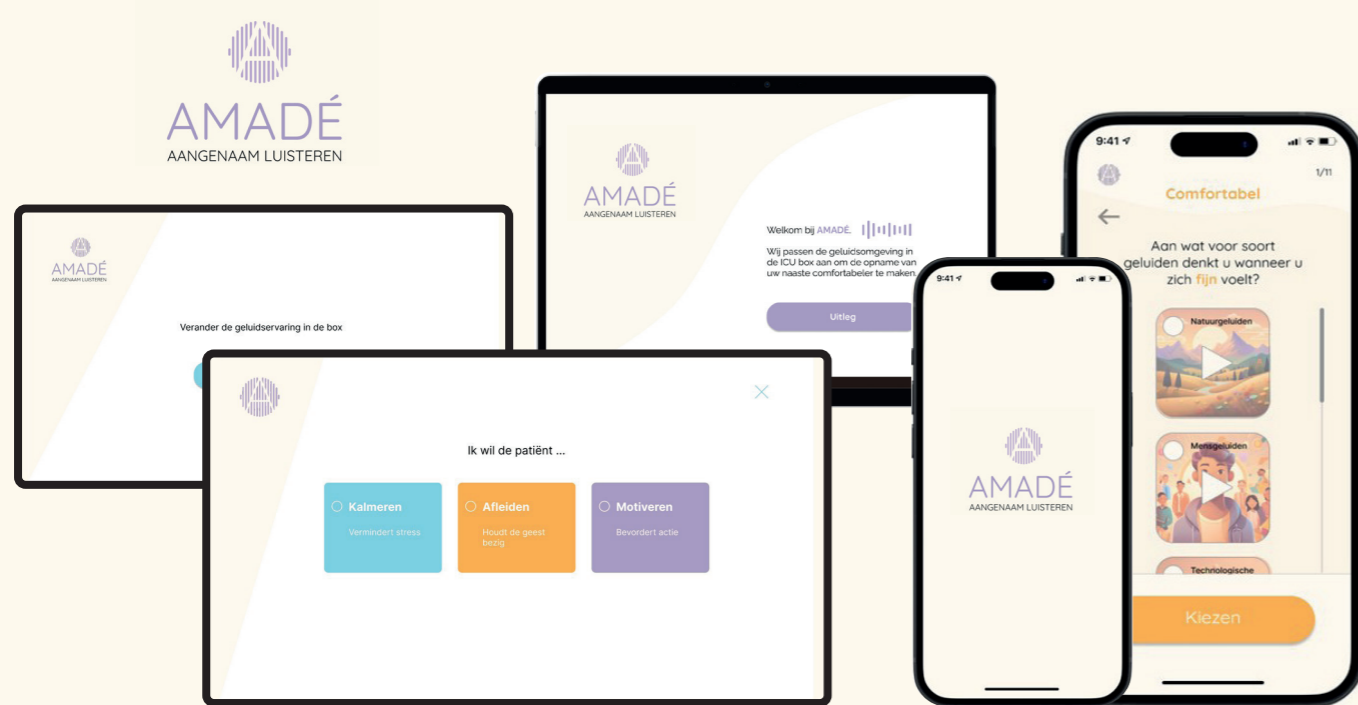 AMADÉ
AANGENAAM LUISTEREN
AMADÉ
AANGENAAM LUISTEREN
Verander de geluidservaring in de box
Ik wil de patiënt ...
Kalmeren
Vermindert stress
Afleiden
Houdt de geest
bezig
Motiveren
Bevordert actie
AMADÉ
AANGENAAM LUISTEREN
Welkom bij AMADÉ.
Wij passen de geluidsomgeving in
de ICU box aan om de opname van
uw naaste comfortabeler te maken.
Uitleg
9:41
AMADÉ
AANGENAAM LUISTEREN
9:41
1/11
Comfortabel
Aan wat voor soort
geluiden denkt u wanneer u
zich fijn voelt?
Natuurgeluiden
Mensgeluiden
Technologische
Kiezen